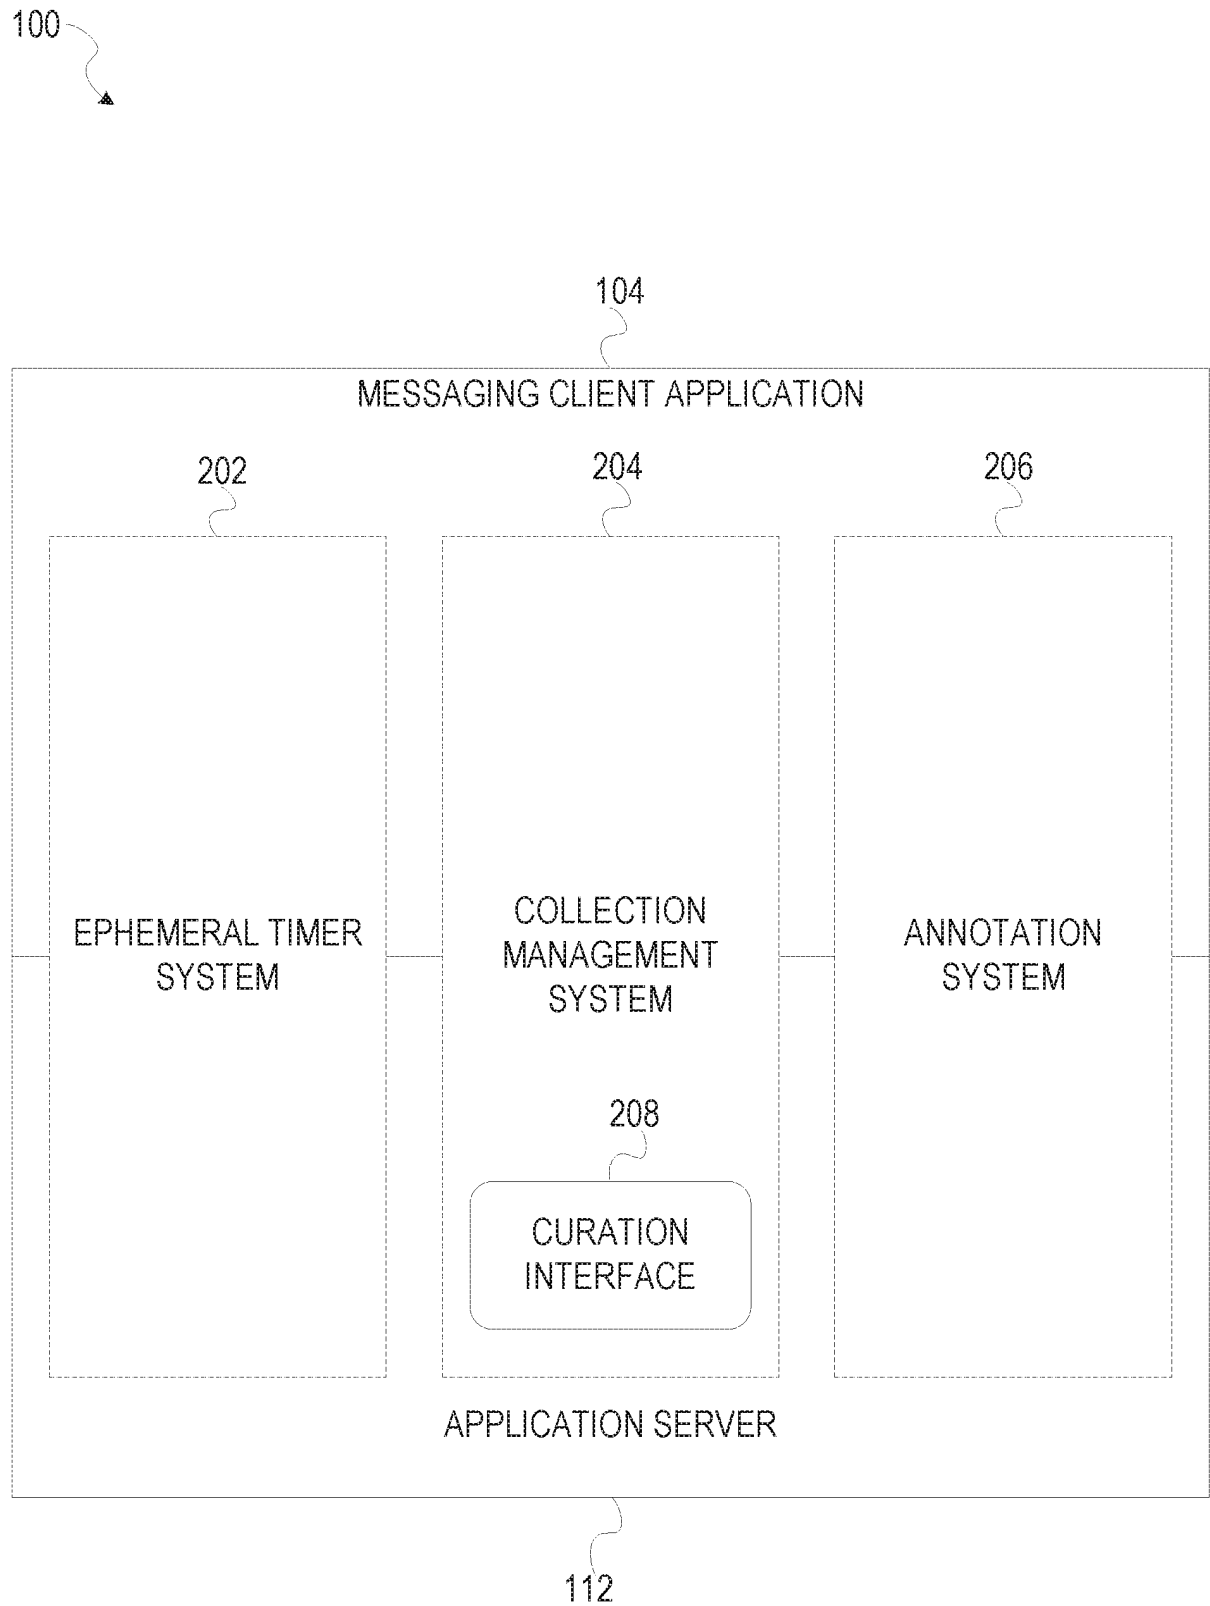 100
104
MESSAGING CLIENT APPLICATION
202
204
206
EPHEMERAL TIMER
SYSTEM
COLLECTION
MANAGEMENT
SYSTEM
ANNOTATION
SYSTEM
208
CURATION
INTERFACE
APPLICATION SERVER
112